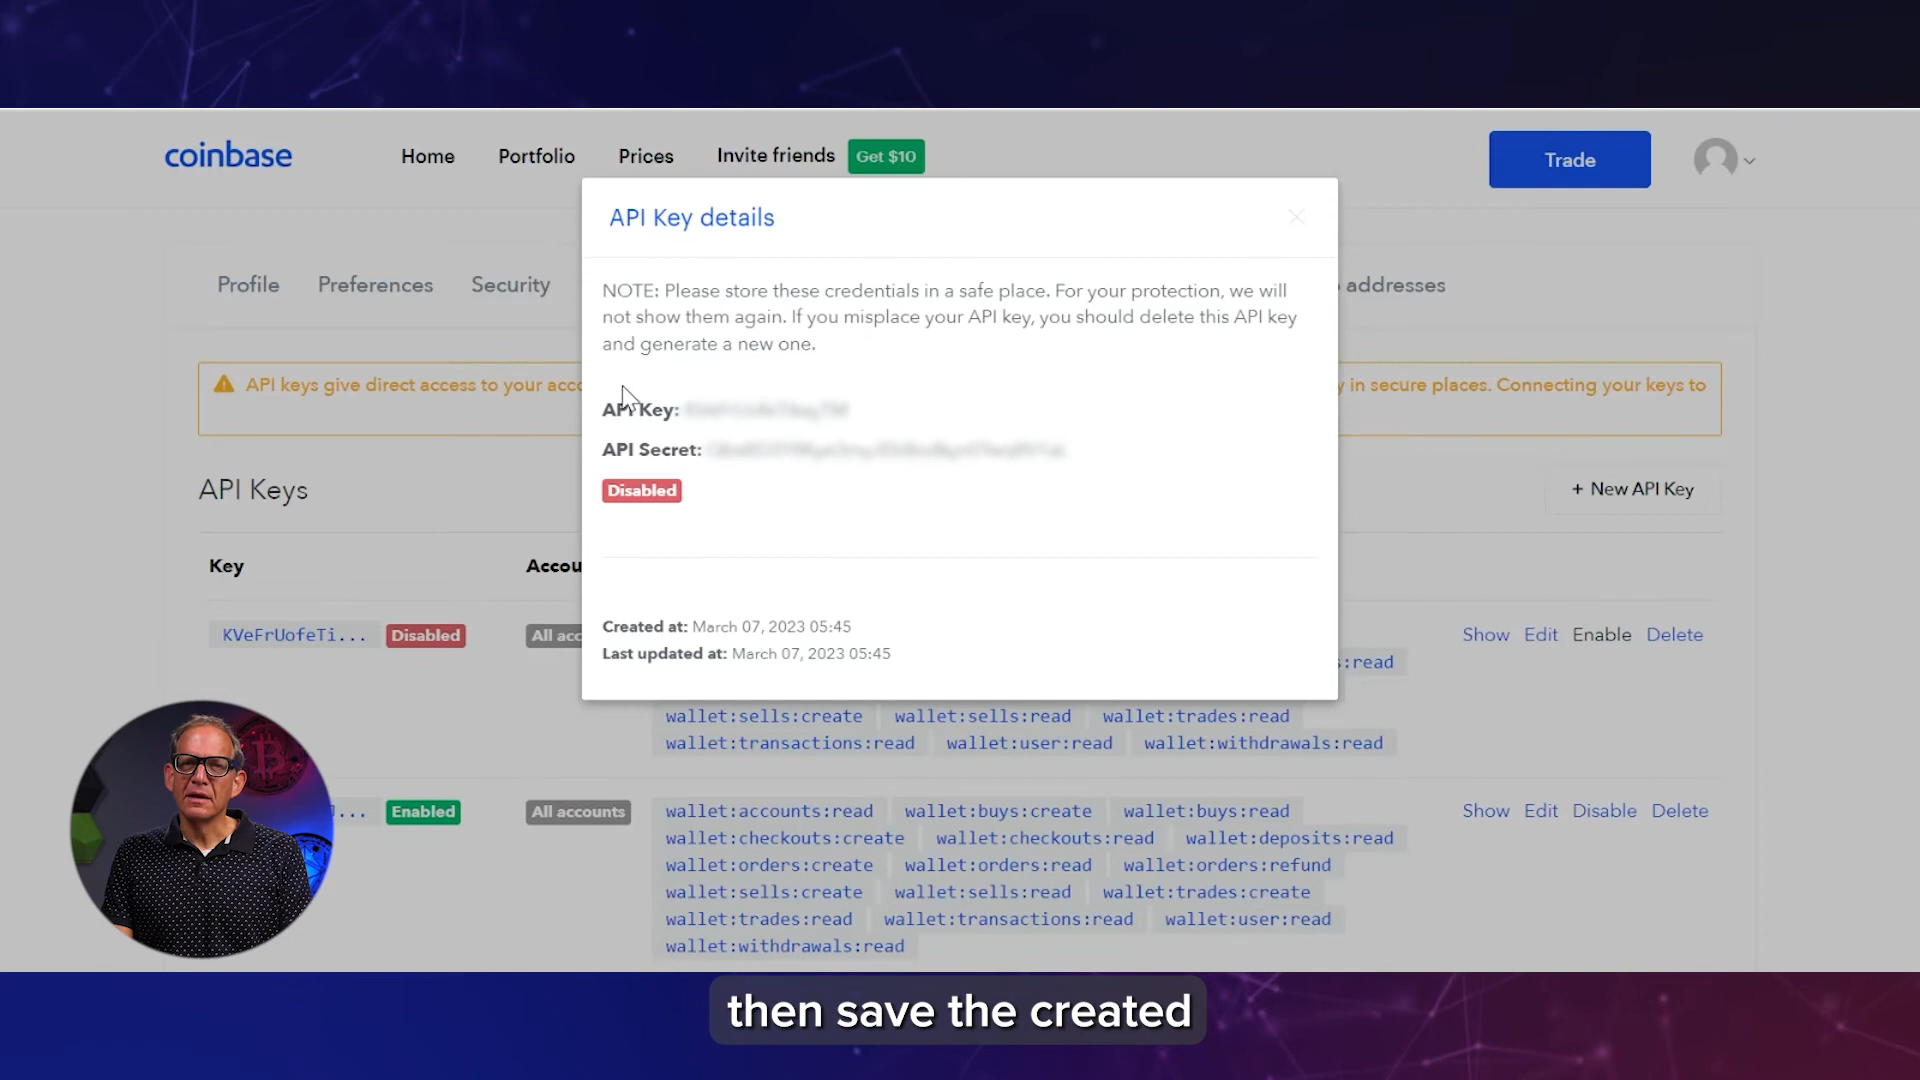 coinbase
Home Portfolio Prices Invite friends Get $10
Trade
API Key details
NOTE: Please store these credentials in a safe place. For your protection, we will
not show them again. If you misplace your API key, you should delete this API key
and generate a new one.
Profile Preferences Security
addresses
API keys give direct access to your acco
in secure places. Connecting your keys to
API Key:
API Secret:
Disabled
API Keys
+ New API Key
Key
Accou
Created at: March 07, 2023 05:45
Last updated at: March 07, 2023 05:45
KVeFrUofeTi... Disabled All acc
Show Edit Enable Delete
:read
wallet:sells:create wallet:sells:read wallet:trades:read
wallet:transactions:read wallet:user:read wallet:withdrawals:read
... Enabled All accounts
wallet:accounts:read wallet:buys:create wallet:buys:read
Show Edit Disable Delete
wallet:checkouts:create wallet:checkouts:read wallet:deposits:read
wallet:orders:create wallet:orders:read wallet:orders:refund
wallet:sells:create wallet:sells:read wallet:trades:create
wallet:trades:read wallet:transactions:read wallet:user:read
wallet:withdrawals:read
then save the created